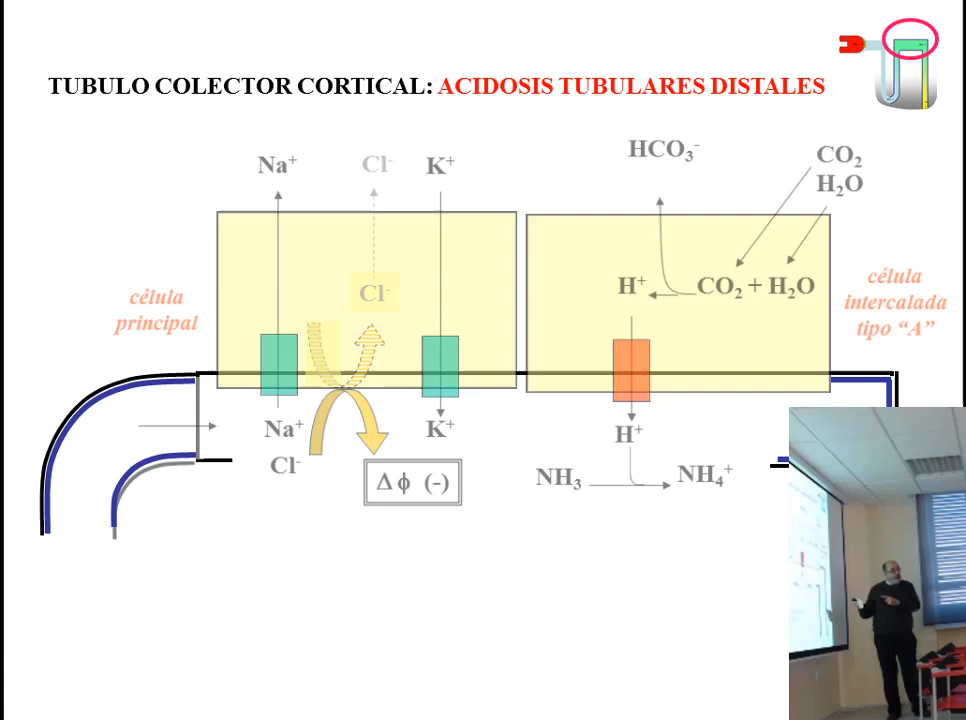 TUBULO COLECTOR CORTICAL: ACIDOSIS TUBULARES DISTALES
Na⁺
Cl⁻
K⁺
HCO₃⁻
CO₂
H₂O
Cl⁻
H⁺
CO₂ + H₂O
célula
principal
célula
intercalada
tipo “A”
Na⁺
Cl⁻
K⁺
Δ ϕ (-)
H⁺
NH₃
NH₄⁺